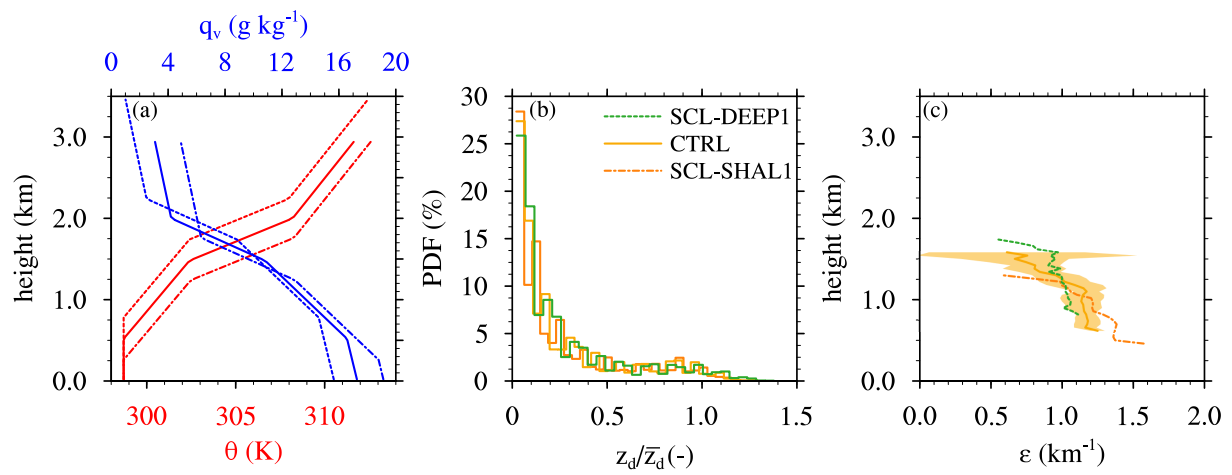 q_v (g kg⁻¹)
0 4 8 12 16 20
(a)
height (km)
3.0
2.0
1.0
0.0
300 305 310
θ (K)
(b)
PDF (%)
30
25
20
15
10
5
0
SCL-DEEP1
CTRL
SCL-SHAL1
0 0.5 1.0 1.5
z_d/z̅_d (-)
(c)
height (km)
3.0
2.0
1.0
0.0
0.0 0.5 1.0 1.5 2.0
ε (km⁻¹)